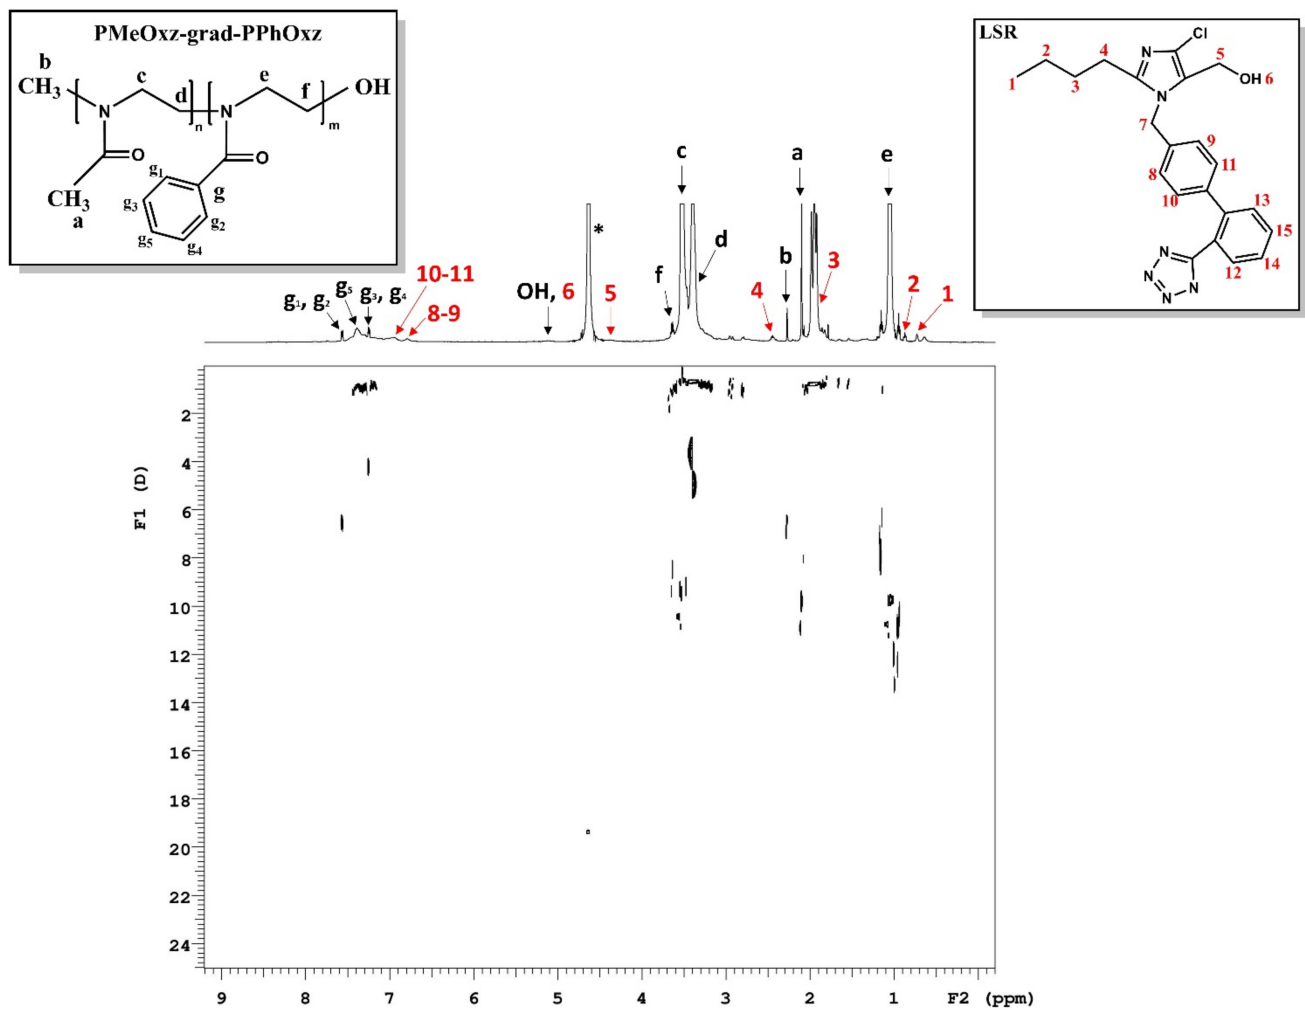 PMeOxz-grad-PPhOxz
b
CH3
c
d
e
f
OH
N
n
N
m
O
O
CH3
a
g1
g
g3
g2
g5
g4
LSR
4
N
Cl
2
5
1
3
N
OH 6
7
9
8
11
10
13
15
N
N
12
14
N
N
c
a
e
*
d
b
3
f
10-11
g5
g1, g2
g3, g4
8-9
OH, 6
5
4
2
1
2
4
6
8
10
12
14
16
18
20
22
24
F1 (D)
9 8 7 6 5 4 3 2 1 F2 (ppm)